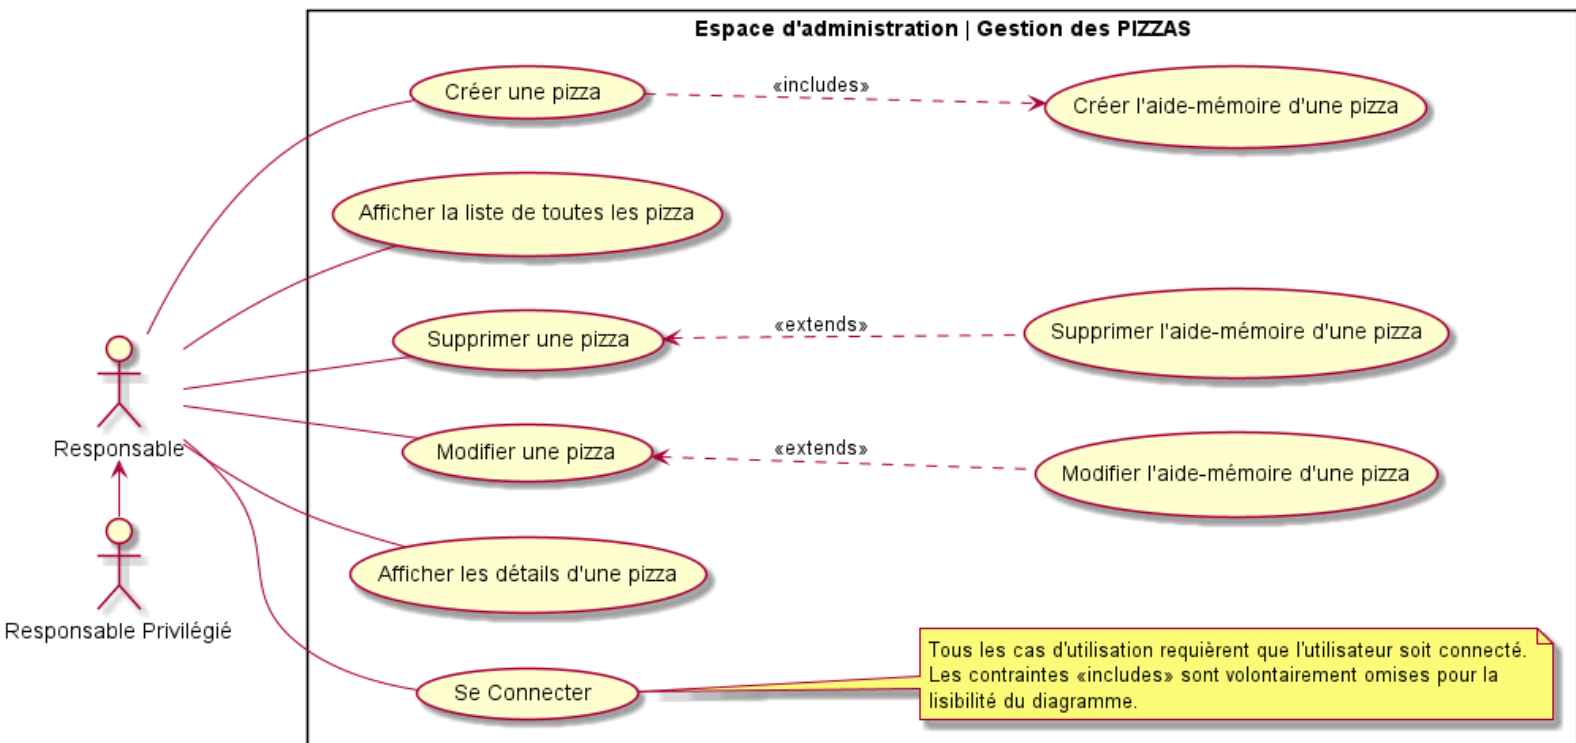 Espace d'administration | Gestion des PIZZAS
Créer une pizza
«includes»
Créer l'aide-mémoire d'une pizza
Afficher la liste de toutes les pizza
Supprimer une pizza
«extends»
Supprimer l'aide-mémoire d'une pizza
Responsable
Modifier une pizza
«extends»
Modifier l'aide-mémoire d'une pizza
Afficher les détails d'une pizza
Responsable Privilégié
Se Connecter
Tous les cas d'utilisation requièrent que l'utilisateur soit connecté.
Les contraintes «includes» sont volontairement omises pour la
lisibilité du diagramme.